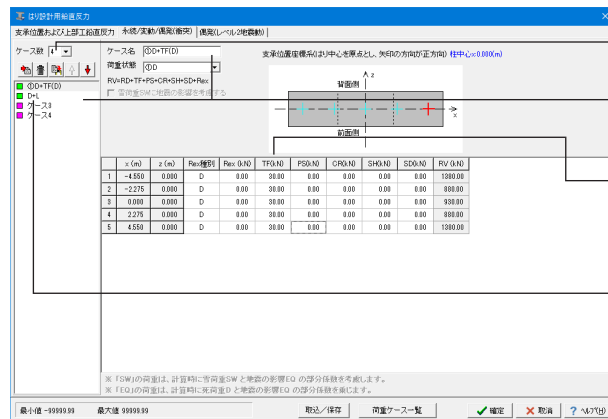 はり設計用鉛直反力
支承位置および上部工鉛直反力 永続/変動/偶発(衝突) 偶発(レベル2地震動)
ケース数 4
ケース名 ①D+TF(D)
荷重状態 ①D
RV=RD+TF+PS+CR+SH+SD+Rex
雪荷重SWに地震の影響を考慮する
支承位置座標系(はり中心を原点とし、矢印の方向が正方向) 柱中心x:0.000(m)
z
背面側
x
前面側
①D+TF(D)
D+L
ケース3
ケース4
x (m) z (m) Rex種別 Rex (kN) TF(kN) PS(kN) CR(kN) SH(kN) SD(kN) RV (kN)
1 -4.550 0.000 D 0.00 30.00 0.00 0.00 0.00 0.00 1380.00
2 -2.275 0.000 D 0.00 30.00 0.00 0.00 0.00 0.00 880.00
3 0.000 0.000 D 0.00 30.00 0.00 0.00 0.00 0.00 930.00
4 2.275 0.000 D 0.00 30.00 0.00 0.00 0.00 0.00 880.00
5 4.550 0.000 D 0.00 30.00 0.00 0.00 0.00 0.00 1380.00
※「SW」の荷重は、計算時に雪荷重SWと地震の影響EQ の部分係数を考慮します。
※「EQ」の荷重は、計算時に死荷重D と地震の影響EQ の部分係数を乗じます。
最小値 -99999.99 最大値 99999.99 取込/保存 荷重ケース一覧 確定 取消 ? ヘルプ(H)